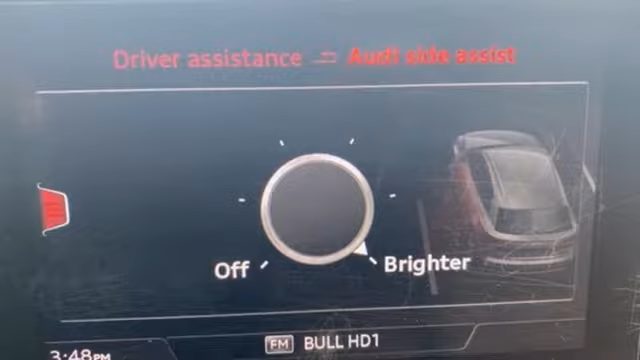 Driver assistance Audi side assist
Off Brighter
3:48PM FM BULL HD1